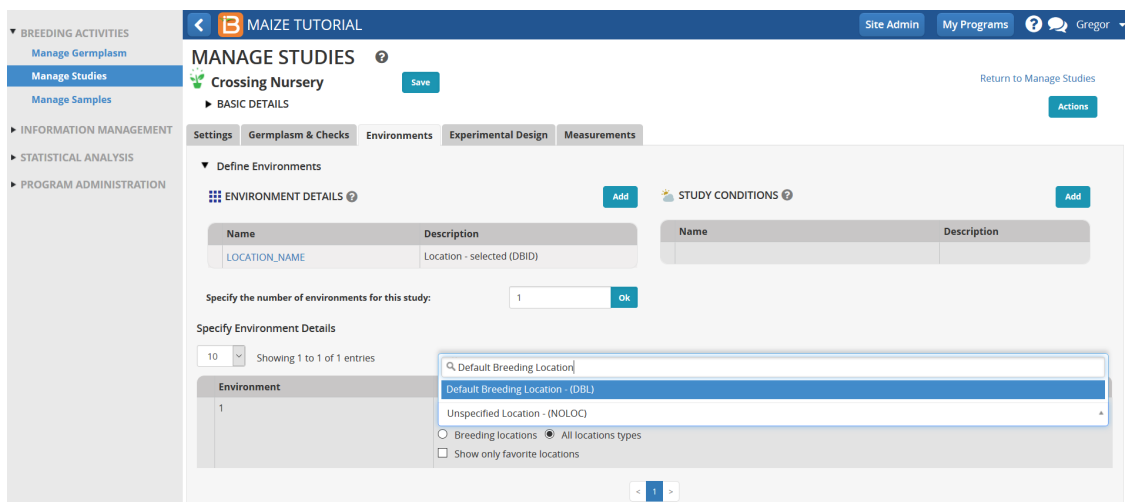 BREEDING ACTIVITIES
Manage Germplasm
Manage Studies
Manage Samples
INFORMATION MANAGEMENT
STATISTICAL ANALYSIS
PROGRAM ADMINISTRATION
MAIZE TUTORIAL
Site Admin My Programs Gregor
MANAGE STUDIES
Crossing Nursery Save Return to Manage Studies
BASIC DETAILS Actions
Settings Germplasm & Checks Environments Experimental Design Measurements
Define Environments
ENVIRONMENT DETAILS Add STUDY CONDITIONS Add
Name Description Name Description
LOCATION_NAME Location - selected (DBID)
Specify the number of environments for this study: 1 Ok
Specify Environment Details
10 Showing 1 to 1 of 1 entries
Default Breeding Location
Environment Default Breeding Location - (DBL)
1 Unspecified Location - (NOLOC)
Breeding locations All locations types
Show only favorite locations
< 1 >